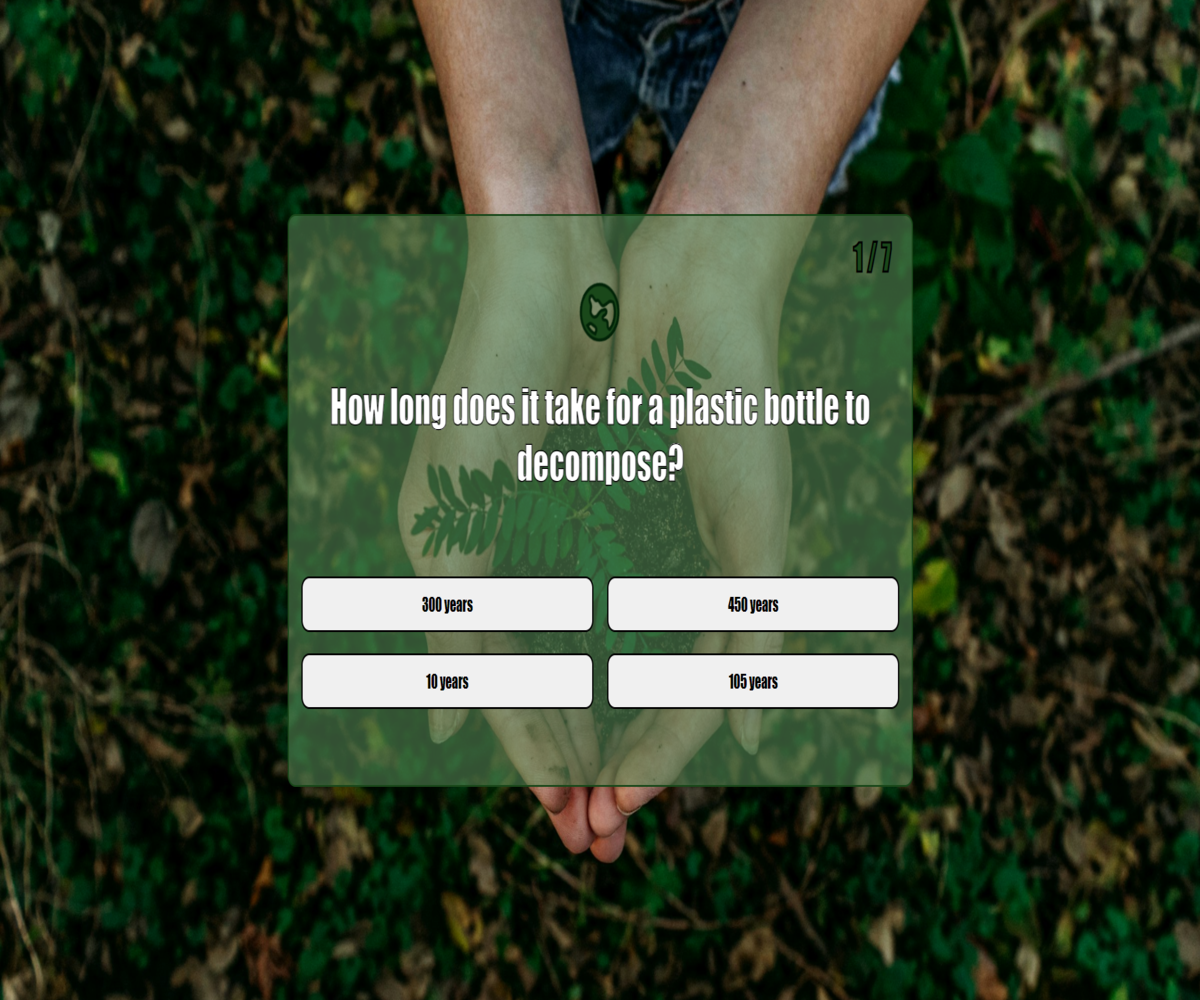 1/7
How long does it take for a plastic bottle to
decompose?
300 years
450 years
10 years
105 years